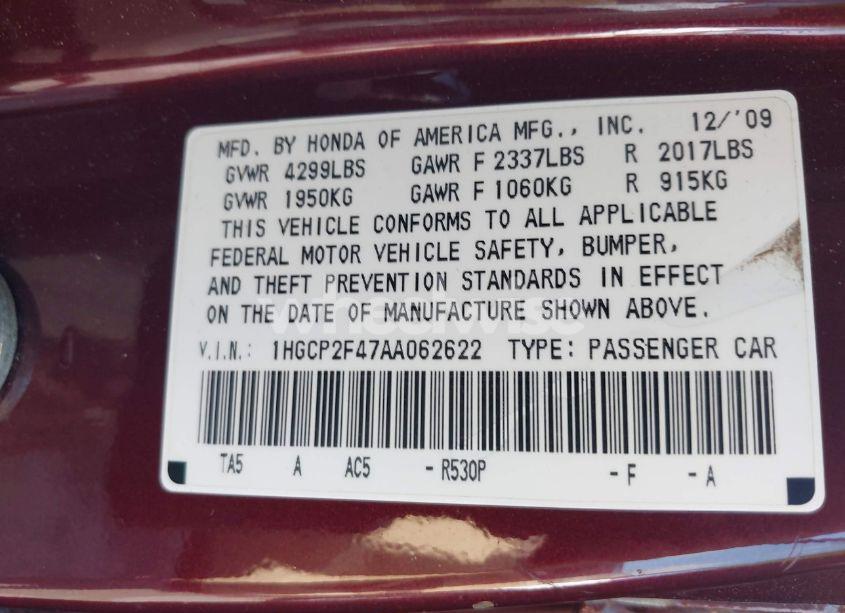 MFD. BY HONDA OF AMERICA MFG., INC. 12/'09
GVWR 4299LBS GAWR F 2337LBS R 2017LBS
GVWR 1950KG GAWR F 1060KG R 915KG
THIS VEHICLE CONFORMS TO ALL APPLICABLE
FEDERAL MOTOR VEHICLE SAFETY, BUMPER,
AND THEFT PREVENTION STANDARDS IN EFFECT
ON THE DATE OF MANUFACTURE SHOWN ABOVE.
wheelwise
V.I.N.: 1HGCP2F47AA062622 TYPE: PASSENGER CAR
TA5 A AC5 -R530P -F -A